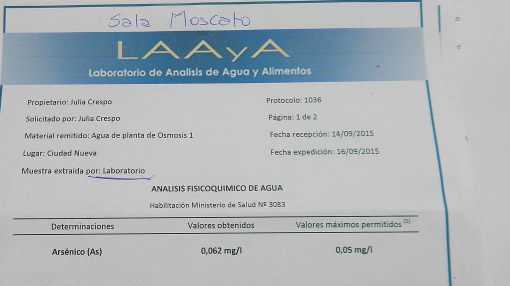 Sala Moscato
LAAyA
Laboratorio de Analisis de Agua y Alimentos
Propietario: Julia Crespo
Protocolo: 1036
Solicitado por: Julia Crespo
Página: 1 de 2
Material remitido: Agua de planta de Osmosis 1
Fecha recepción: 14/09/2015
Lugar: Ciudad Nueva
Fecha expedición: 16/09/2015
Muestra extraída por: Laboratorio
ANALISIS FISICOQUIMICO DE AGUA
Habilitación Ministerio de Salud Nº 3083
Determinaciones Valores obtenidos Valores máximos permitidos (1)
Arsénico (As) 0,062 mg/l 0,05 mg/l